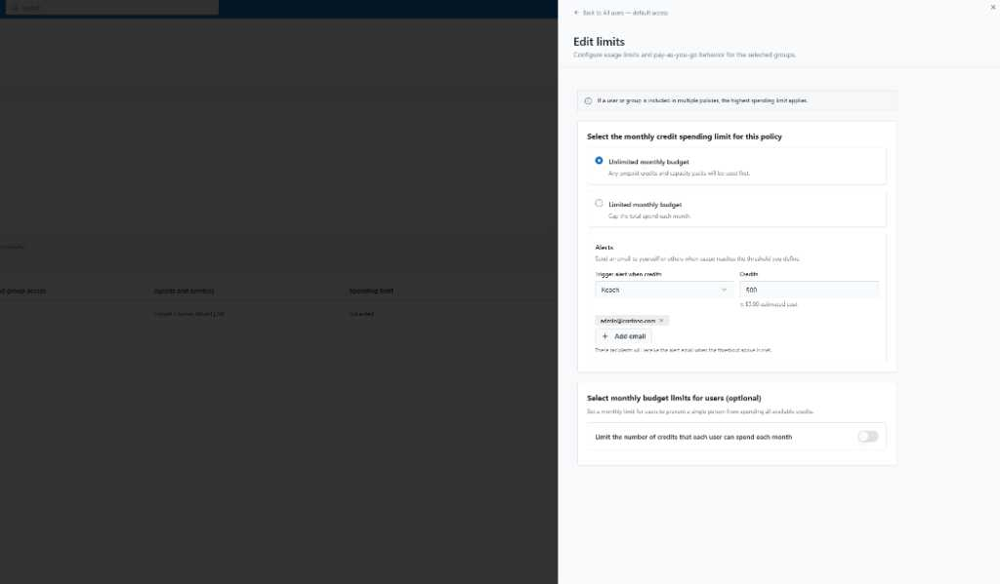 Search
← Back to All users — default access
Edit limits
Configure usage limits and pay-as-you-go behavior for the selected groups.
If a user or group is included in multiple policies, the highest spending limit applies.
Select the monthly credit spending limit for this policy
Unlimited monthly budget
Any prepaid credits and capacity packs will be used first.
Limited monthly budget
Cap the total spend each month.
Alerts
Send an email to yourself or others when usage reaches the threshold you define.
Trigger alert when credits
Credits
Reach
500
$5.00 estimated cost
admin@contoso.com ×
+ Add email
These recipients will receive the alert email when the threshold above is met.
d group access
Agents and services
Spending limit
Unlimited
Select monthly budget limits for users (optional)
Set a monthly limit for users to prevent a single person from spending all available credits.
Limit the number of credits that each user can spend each month